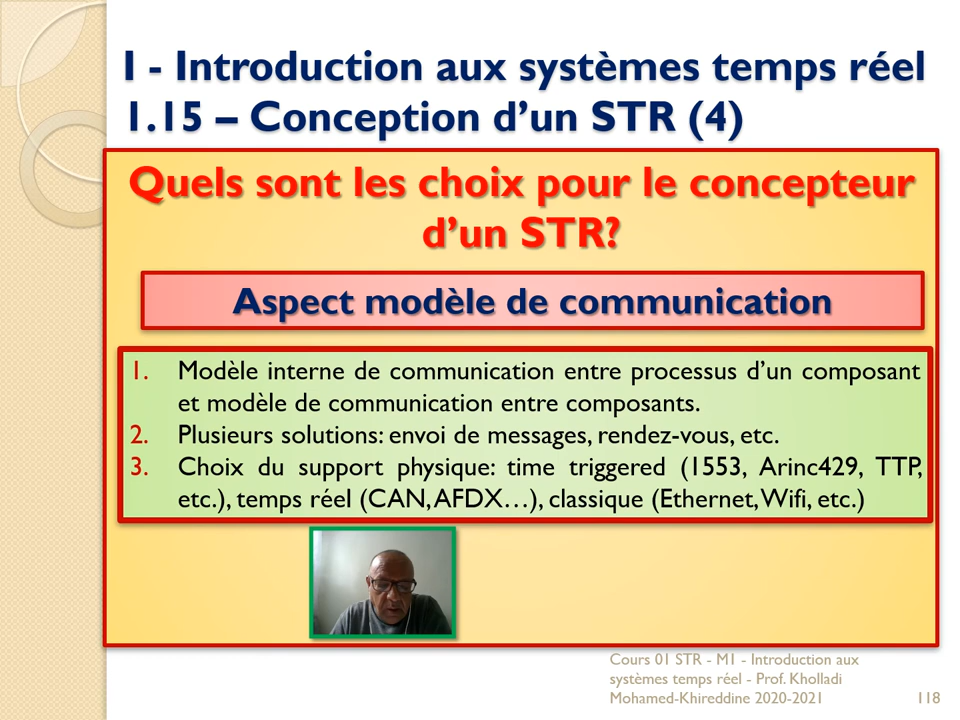 I - Introduction aux systèmes temps réel
1.15 – Conception d’un STR (4)
Quels sont les choix pour le concepteur
d’un STR?
Aspect modèle de communication
1. Modèle interne de communication entre processus d’un composant
et modèle de communication entre composants.
2. Plusieurs solutions: envoi de messages, rendez-vous, etc.
3. Choix du support physique: time triggered (1553, Arinc429, TTP,
etc.), temps réel (CAN, AFDX…), classique (Ethernet, Wifi, etc.)
Cours 01 STR - M1 - Introduction aux
systèmes temps réel - Prof. Kholladi
Mohamed-Khireddine 2020-2021
118